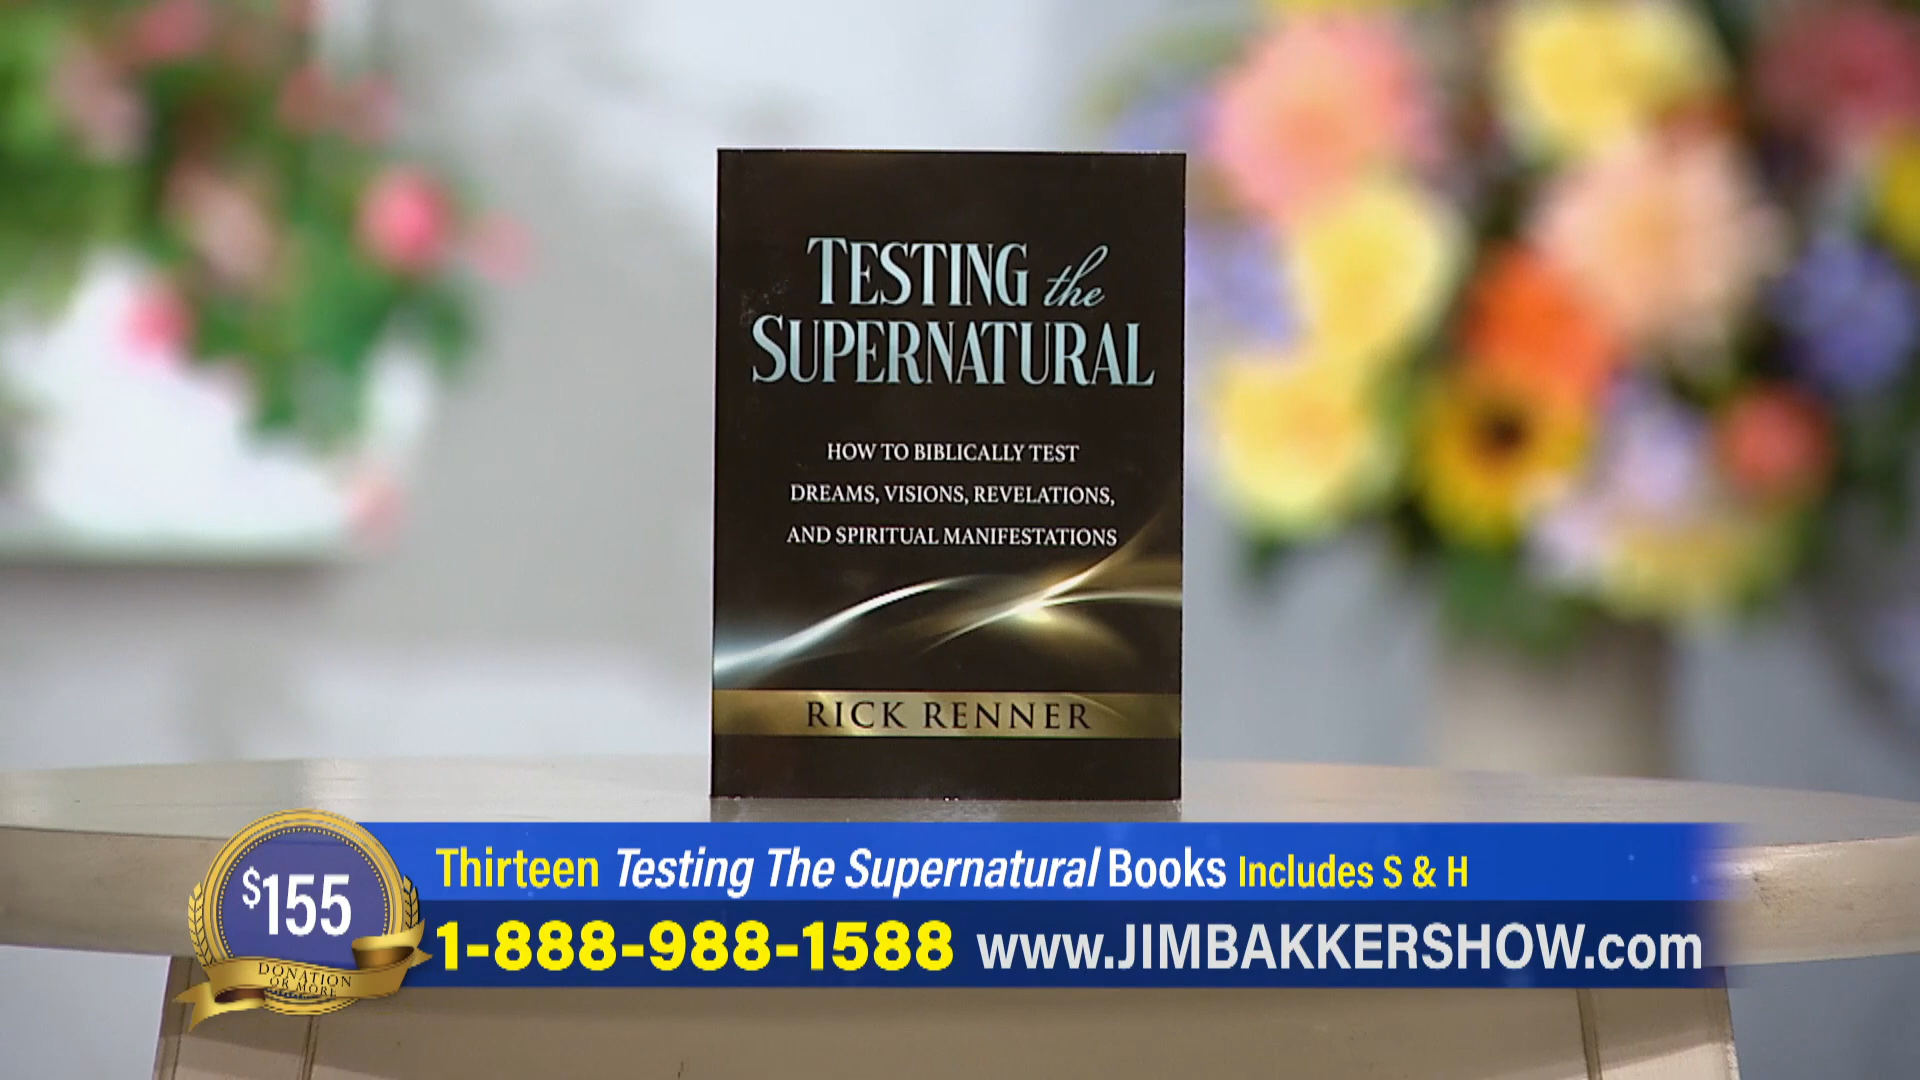 TESTING the
SUPERNATURAL
HOW TO BIBLICALLY TEST
DREAMS, VISIONS, REVELATIONS,
AND SPIRITUAL MANIFESTATIONS
RICK RENNER
$155
DONATION
OR MORE
Thirteen Testing The Supernatural Books Includes S & H
1-888-988-1588 www.JIMBAKKERSHOW.com